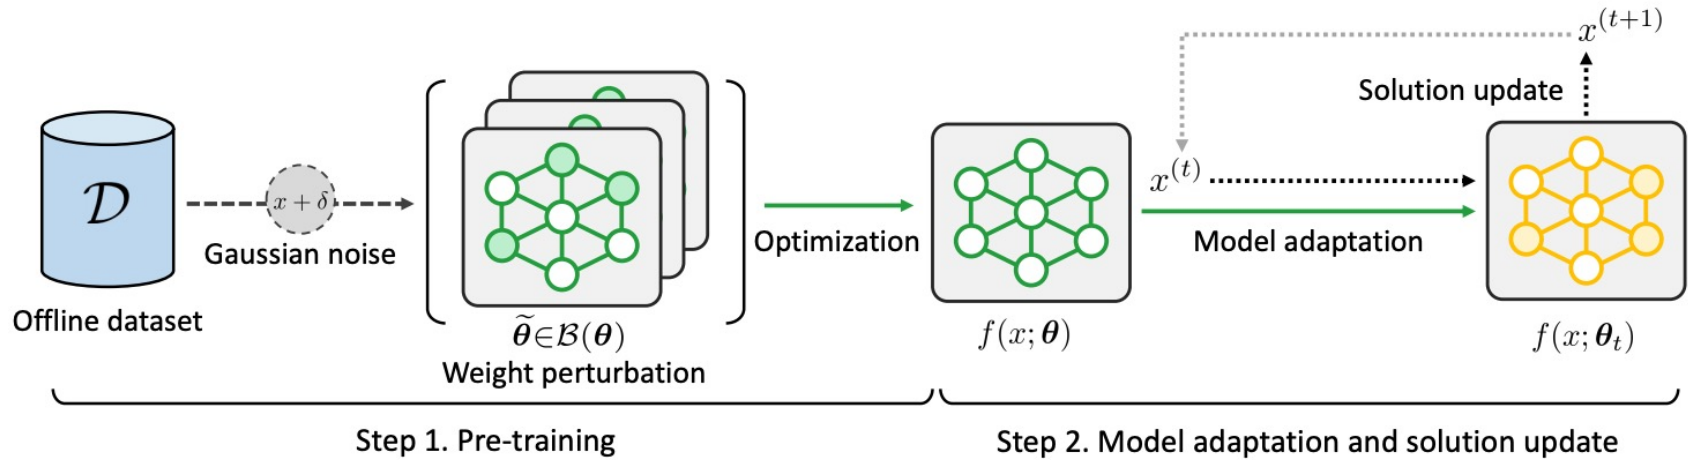 𝒟
Offline dataset
x + δ
Gaussian noise
θ̃∈ℬ(θ)
Weight perturbation
Optimization
f(x; θ)
x^(t)
Model adaptation
x^(t+1)
Solution update
f(x; θ_t)
Step 1. Pre-training
Step 2. Model adaptation and solution update